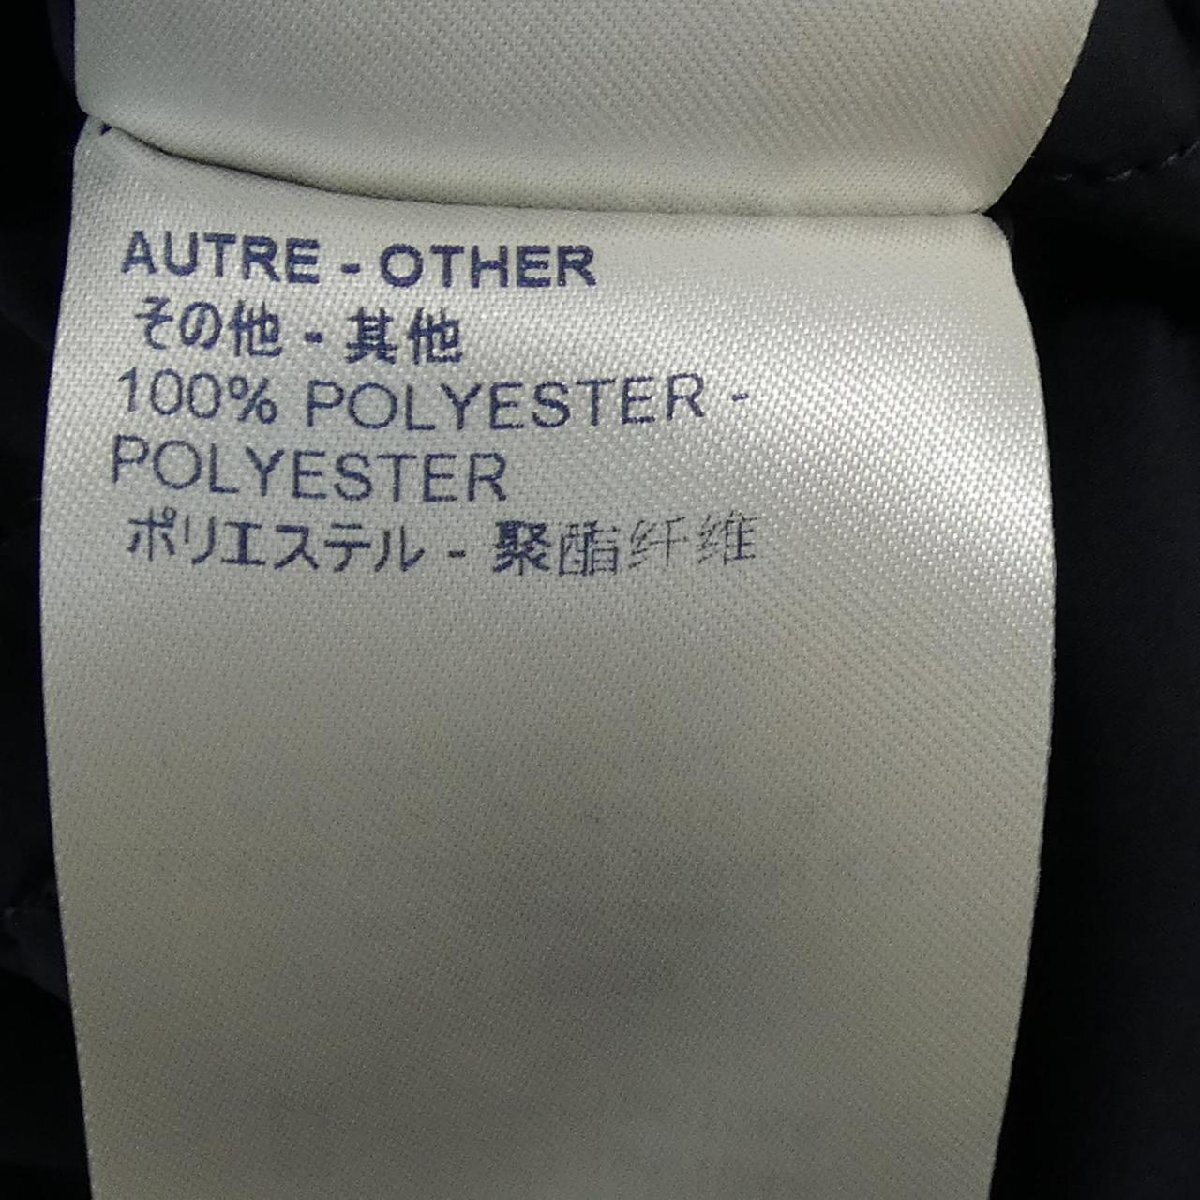 AUTRE - OTHER
その他 - 其他
100% POLYESTER -
POLYESTER
ポリエステル - 聚酯纤维